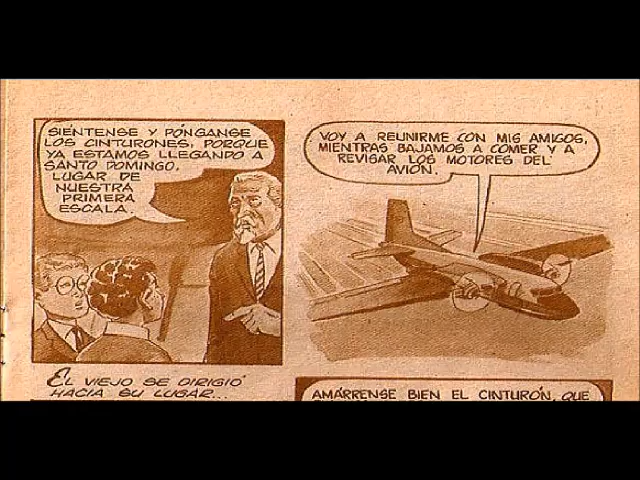 SIÉNTENSE Y PÓNGANSE
LOS CINTURONES, PORQUE
YA ESTAMOS LLEGANDO A
SANTO DOMINGO,
LUGAR DE
NUESTRA
PRIMERA
ESCALA.
VOY A REUNIRME CON MIS AMIGOS,
MIENTRAS BAJAMOS A COMER Y A
REVISAR LOS MOTORES DEL
AVIÓN.
EL VIEJO SE DIRIGIÓ
HACIA SU LUGAR...
AMÁRRENSE BIEN EL CINTURÓN, QUE